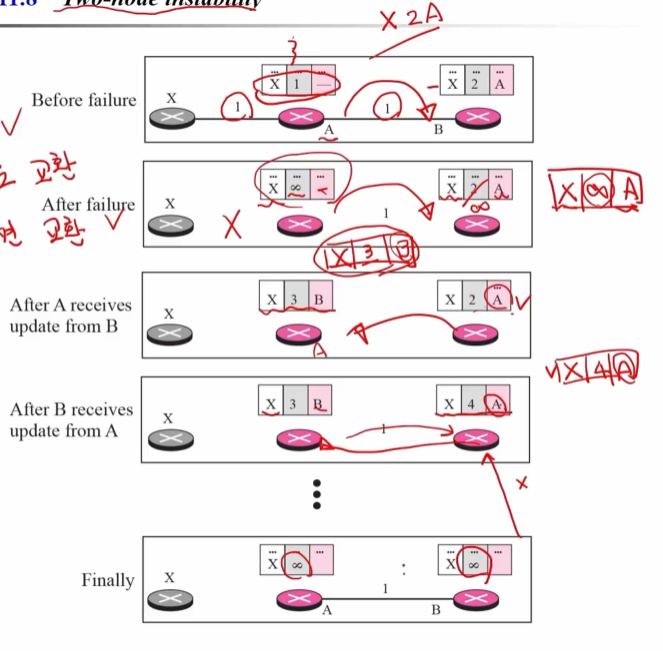 11.8 Two-node instability
X 2A
3
Before failure
X
1
... ... ...
X 1 —
1
A
B
... ... ...
X 2 A
교환
After failure
X
X
... ... ...
X ∞
1
... ... ...
X 2 A
∞
X ∞ A
교환
X 3 B
After A receives
update from B
X
X 3 B
A
X 2 A
...
X 4 A
After B receives
update from A
X
X 3 B
1
X 4 A
x
Finally
X
... ... ...
X ∞
A
1
B
... ... ...
X ∞